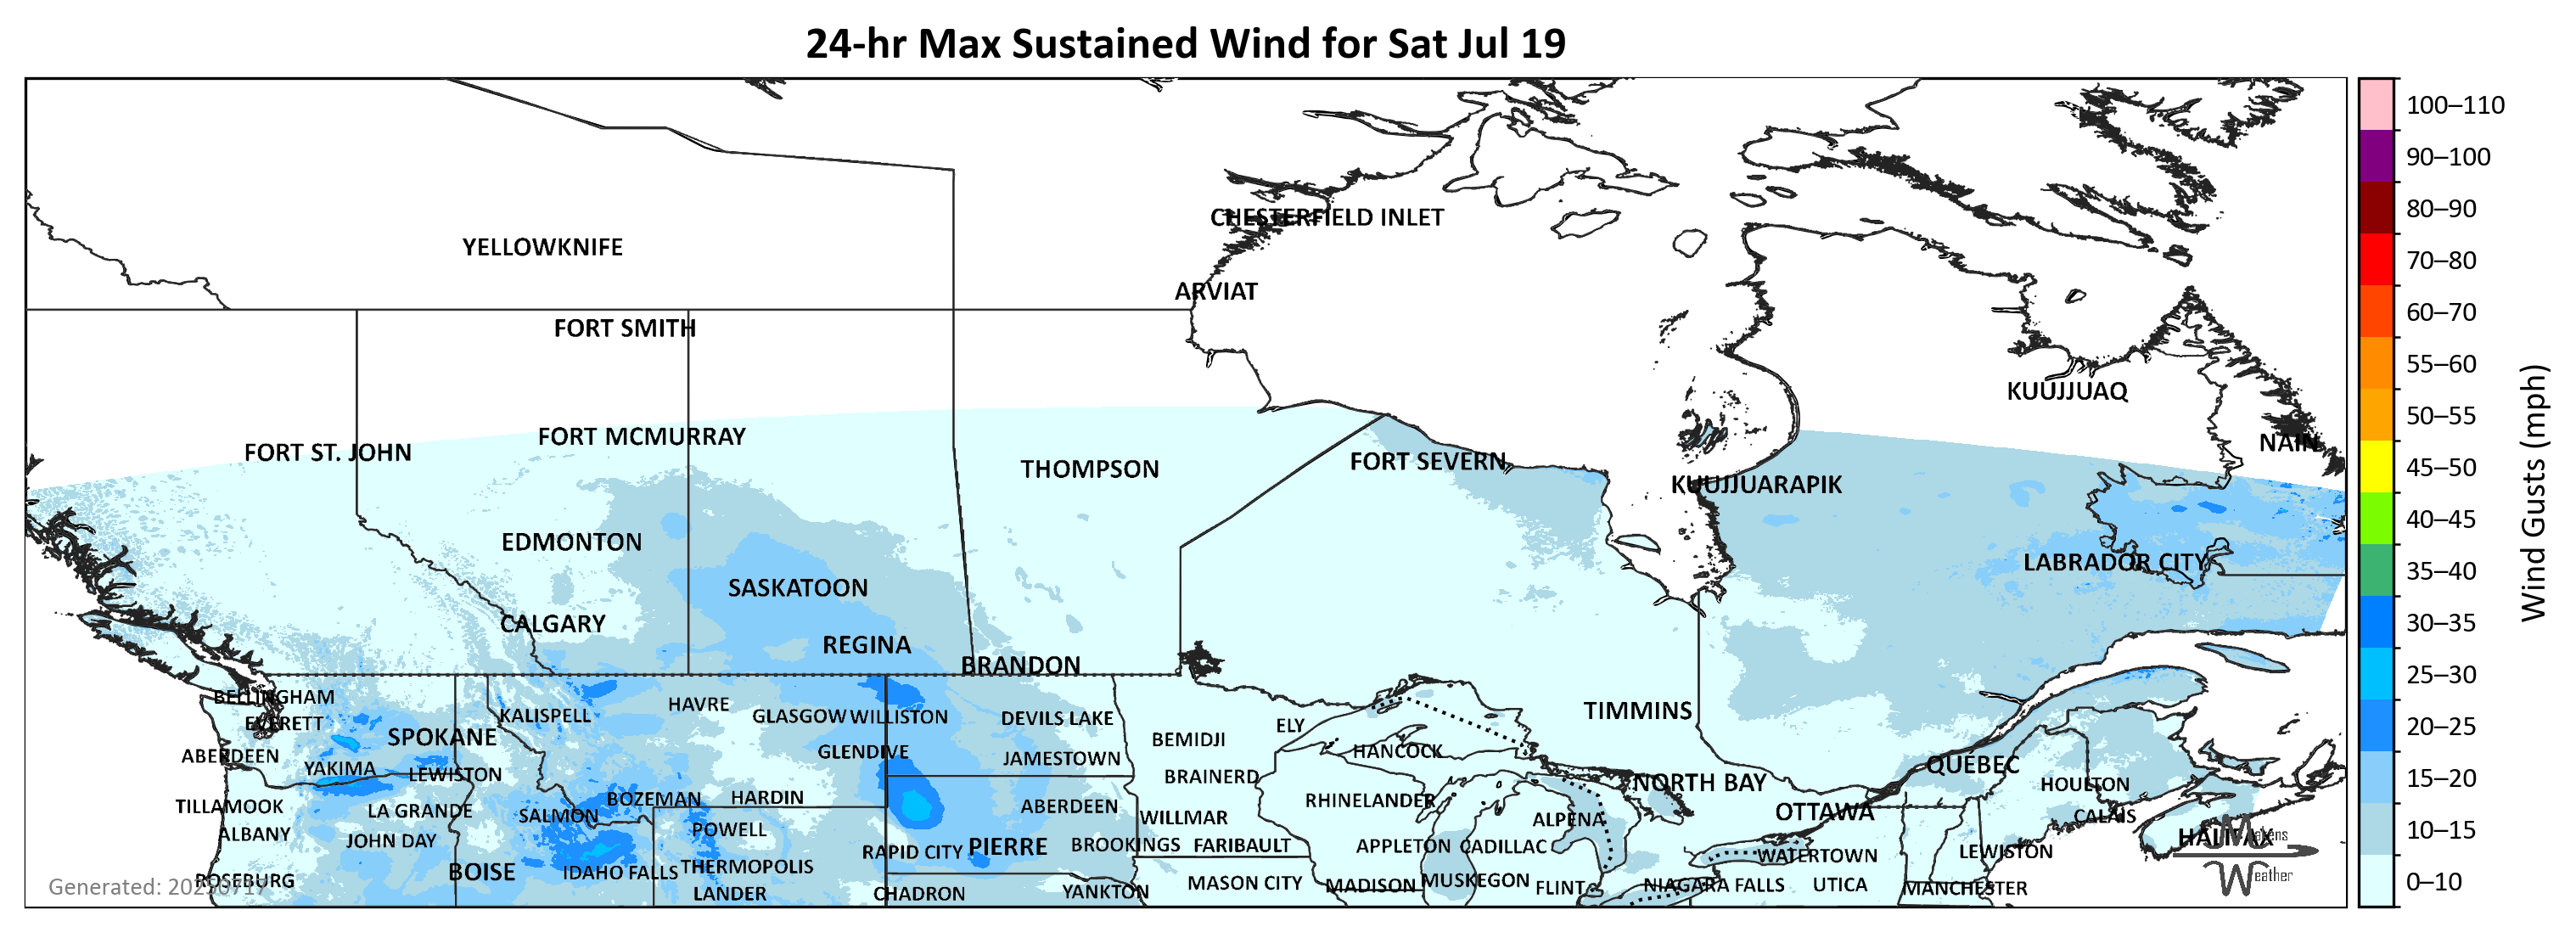 24-hr Max Sustained Wind for Sat Jul 19
CHESTERFIELD INLET
YELLOWKNIFE
ARVIAT
FORT SMITH
KUUJJUAQ
FORT MCMURRAY
NAIN
FORT ST. JOHN
FORT SEVERN
THOMPSON
KUUJJUARAPIK
EDMONTON
LABRADOR CITY
SASKATOON
CALGARY
REGINA
BRANDON
BELLINGHAM
HAVRE
TIMMINS
KALISPELL
GLASGOW WILLISTON
DEVILS LAKE
EVERETT
ELY
SPOKANE
BEMIDJI
GLENDIVE
HANCOCK
ABERDEEN
JAMESTOWN
QUEBEC
YAKIMA
LEWISTON
BRAINERD
NORTH BAY
HOULTON
BOZEMAN
HARDIN
RHINELANDER
TILLAMOOK
ABERDEEN
LA GRANDE
OTTAWA
SALMON
WILLMAR
CALAIS
ALPENA
POWELL
ALBANY
HALIFAX
JOHN DAY
PIERRE
BROOKINGS
FARIBAULT
APPLETON
CADILLAC
RAPID CITY
WATERTOWN
LEWISTON
THERMOPOLIS
BOISE
IDAHO FALLS
ROSEBURG
MUSKEGON
MASON CITY
MADISON
NIAGARA FALLS
UTICA
FLINT
MANCHESTER
YANKTON
LANDER
CHADRON
Generated: 20250717
Makens
Weather
100–110
90–100
80–90
70–80
60–70
55–60
50–55
45–50
40–45
35–40
30–35
25–30
20–25
15–20
10–15
0–10
Wind Gusts (mph)